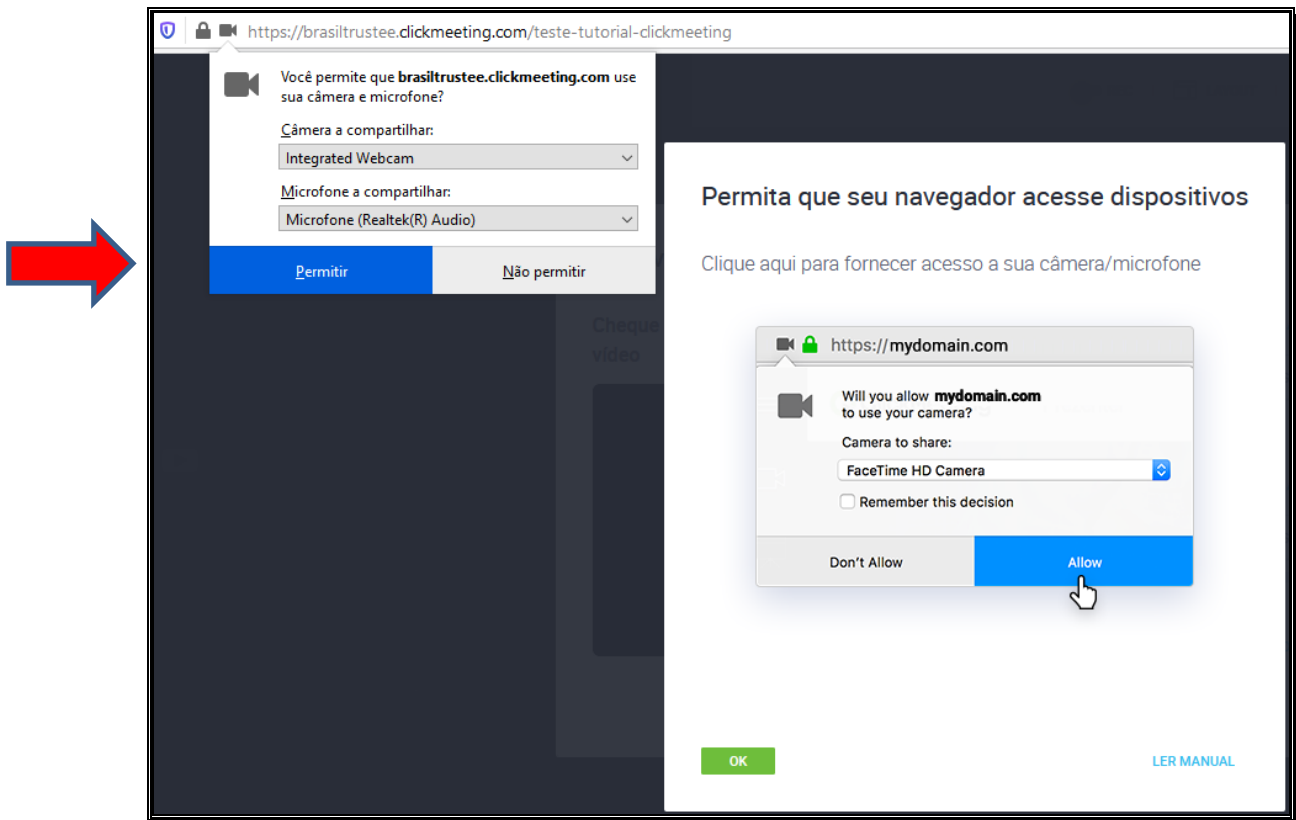 https://brasiltrustee.clickmeeting.com/teste-tutorial-clickmeeting
Você permite que brasiltrustee.clickmeeting.com use
sua câmera e microfone?
Câmera a compartilhar:
Integrated Webcam
Microfone a compartilhar:
Microfone (Realtek(R) Audio)
Permitir
Não permitir
Cheque
vídeo
Permita que seu navegador acesse dispositivos
Clique aqui para fornecer acesso a sua câmera/microfone
https://mydomain.com
Will you allow mydomain.com
to use your camera?
Camera to share:
FaceTime HD Camera
Remember this decision
Don't Allow
Allow
OK
LER MANUAL